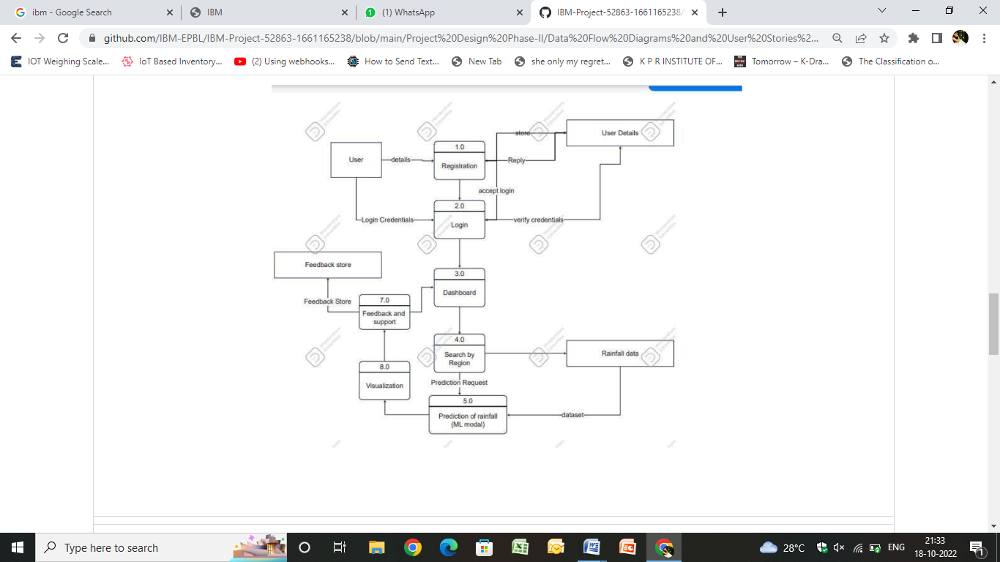 ibm - Google Search
IBM
(1) WhatsApp
IBM-Project-52863-1661165238/
github.com/IBM-EPBL/IBM-Project-52863-1661165238/blob/main/Project%20Design%20Phase-II/Data%20Flow%20Diagrams%20and%20User%20Stories%2...
IOT Weighing Scale...
IoT Based Inventory...
(2) Using webhooks...
How to Send Text...
New Tab
she only my regret...
K P R INSTITUTE OF...
Tomorrow – K-Dra...
The Classification o...
store
User Details
1.0
User
details
Registration
Reply
accept login
2.0
Login Credentials
Login
verify credentials
Feedback store
3.0
Dashboard
Feedback Store
7.0
Feedback and
support
4.0
Search by
Region
Rainfall data
8.0
Visualization
Prediction Request
5.0
Prediction of rainfall
(ML modal)
dataset
Type here to search
28°C
ENG
21:33
18-10-2022
1